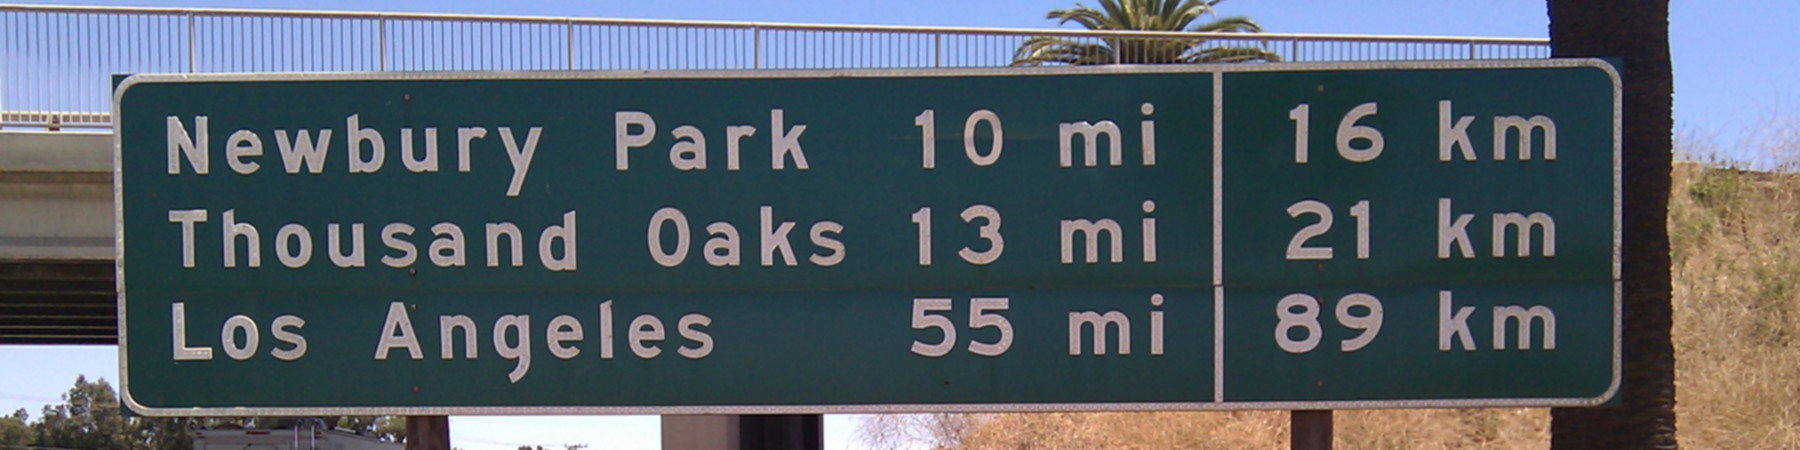 Newbury Park 10 mi 16 km
Thousand Oaks 13 mi 21 km
Los Angeles 55 mi 89 km